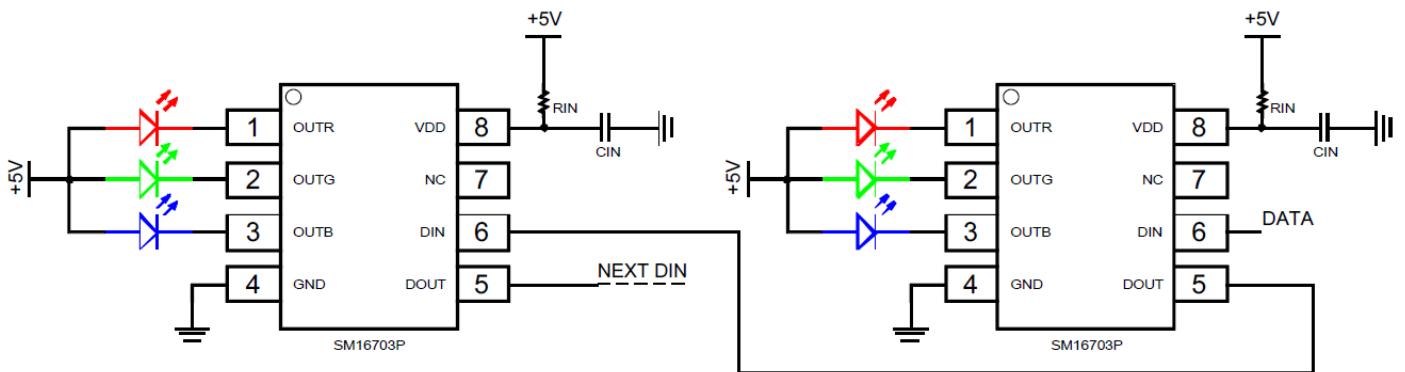 +5V
RIN
CIN
+5V
1 OUTR VDD 8
2 OUTG NC 7
3 OUTB DIN 6
4 GND DOUT 5
NEXT DIN
SM16703P
+5V
RIN
CIN
+5V
1 OUTR VDD 8
2 OUTG NC 7
3 OUTB DIN 6
DATA
4 GND DOUT 5
SM16703P